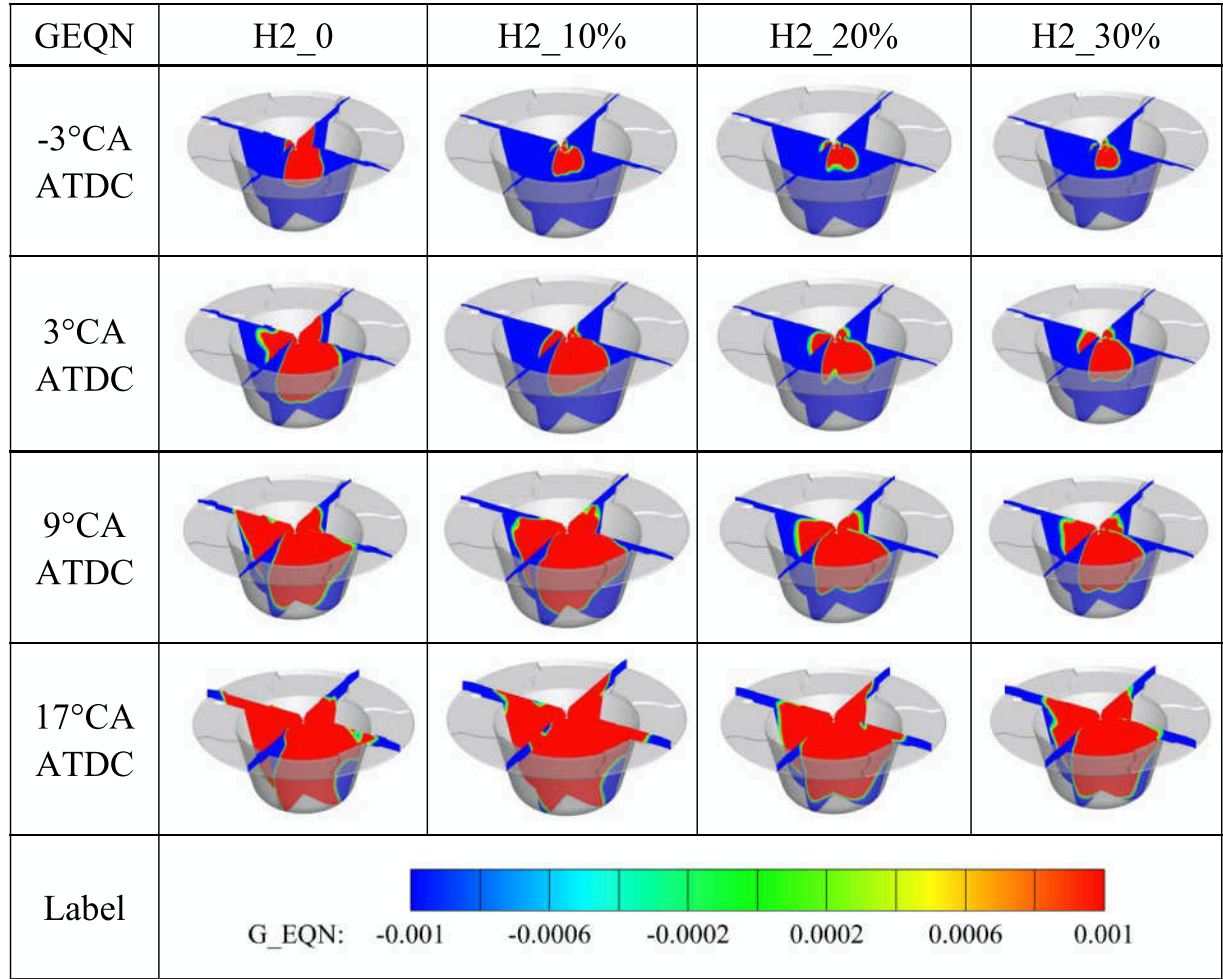 GEQN H2_0 H2_10% H2_20% H2_30%
-3°CA
ATDC
3°CA
ATDC
9°CA
ATDC
17°CA
ATDC
Label
G_EQN: -0.001 -0.0006 -0.0002 0.0002 0.0006 0.001